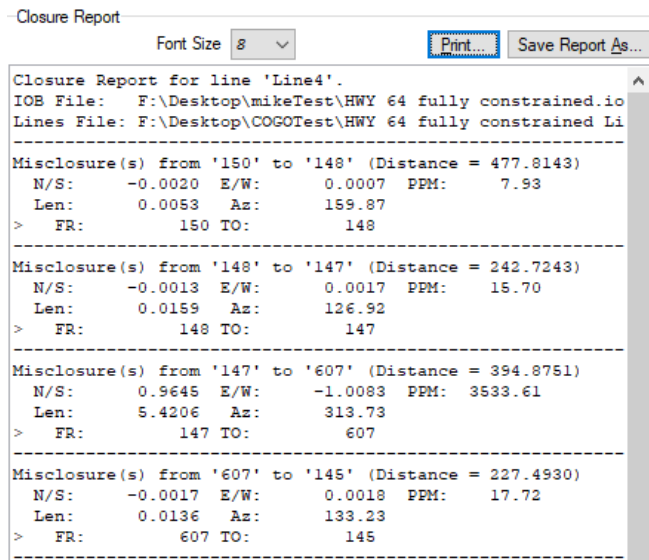 Closure Report
Font Size 8 Print... Save Report As...
Closure Report for line 'Line4'.
IOB File: F:\Desktop\mikeTest\HWY 64 fully constrained.io
Lines File: F:\Desktop\COGOTest\HWY 64 fully constrained Li
-------------------------------------------------------------
Misclosure(s) from '150' to '148' (Distance = 477.8143)
N/S: -0.0020 E/W: 0.0007 PPM: 7.93
Len: 0.0053 Az: 159.87
> FR: 150 TO: 148
-------------------------------------------------------------
Misclosure(s) from '148' to '147' (Distance = 242.7243)
N/S: -0.0013 E/W: 0.0017 PPM: 15.70
Len: 0.0159 Az: 126.92
> FR: 148 TO: 147
-------------------------------------------------------------
Misclosure(s) from '147' to '607' (Distance = 394.8751)
N/S: 0.9645 E/W: -1.0083 PPM: 3533.61
Len: 5.4206 Az: 313.73
> FR: 147 TO: 607
-------------------------------------------------------------
Misclosure(s) from '607' to '145' (Distance = 227.4930)
N/S: -0.0017 E/W: 0.0018 PPM: 17.72
Len: 0.0136 Az: 133.23
> FR: 607 TO: 145
-------------------------------------------------------------